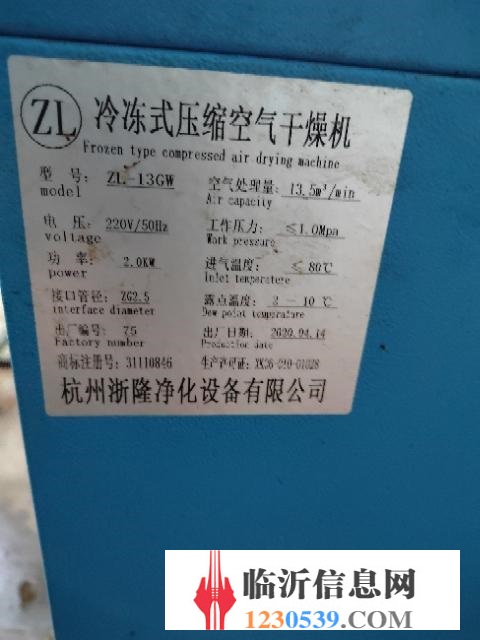 ZL 冷冻式压缩空气干燥机
Frozen type compressed air drying machine
型号: ZL-13GW 空气处理量: 13.5m³/min
model Air capacity
电压: 220V/50Hz 工作压力: ≤1.0Mpa
voltage Work pressure
功率: 2.0KW 进气温度: ≤80℃
power Inlet temperature
接口管径: ZG2.5 露点温度: 2-10℃
interface diameter Dew point temperature
出厂编号: 75 出厂日期: 2020.04.14
Factory number Production date
商标注册号: 31110846 生产许可证: XK06-010-01028
杭州浙隆净化设备有限公司
临沂信息网
1230539.com